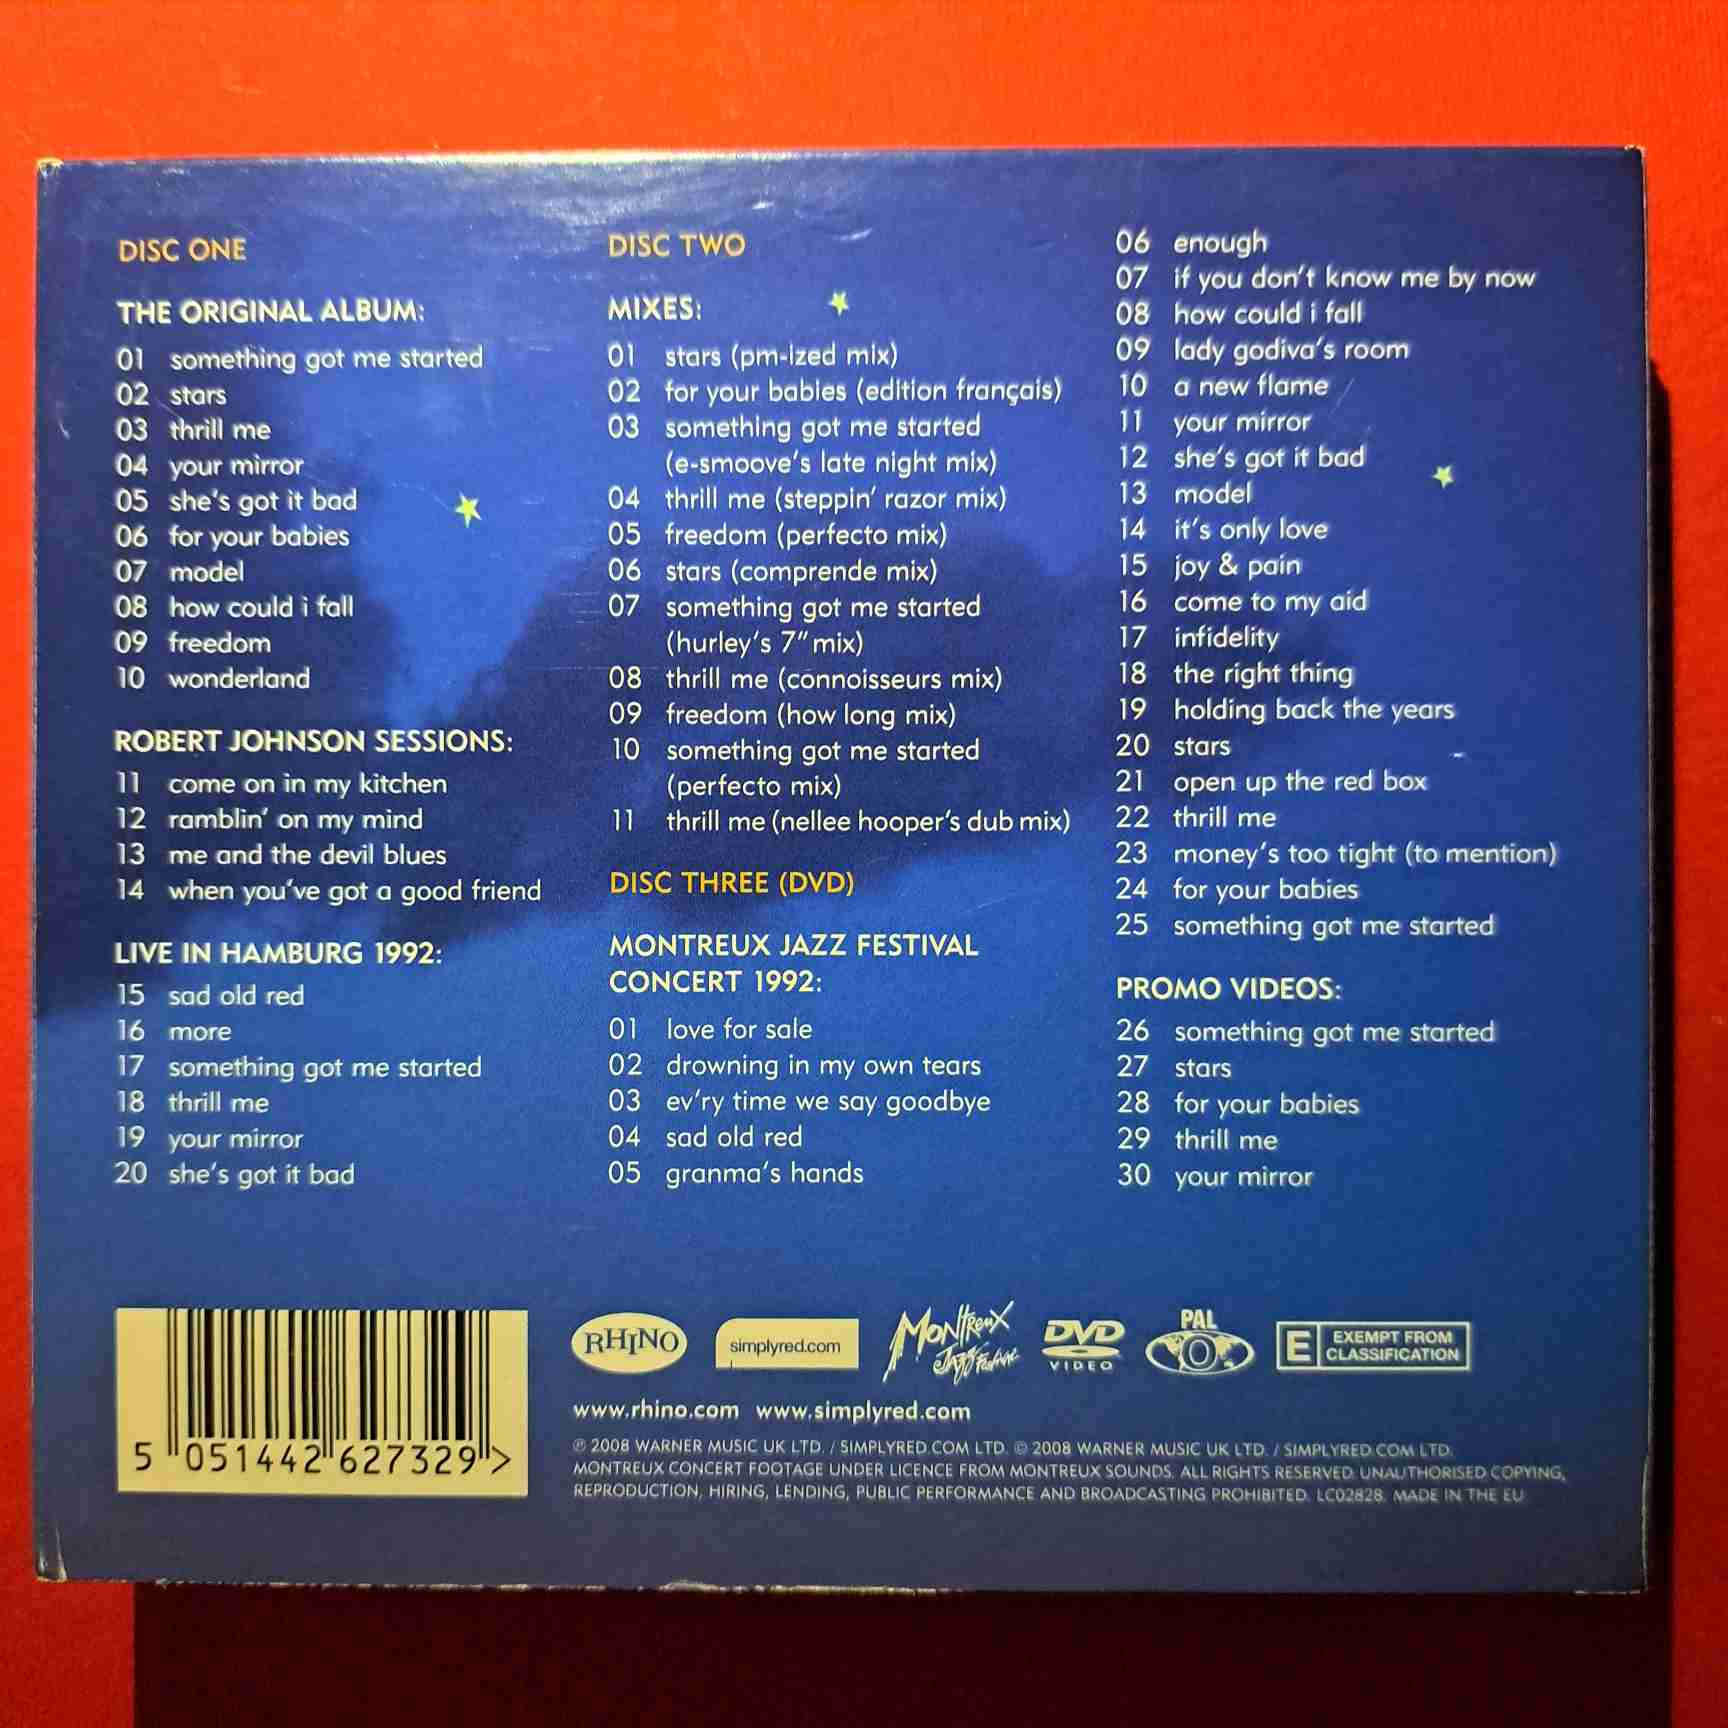 DISC ONE
THE ORIGINAL ALBUM:
01 something got me started
02 stars
03 thrill me
04 your mirror
05 she's got it bad
06 for your babies
07 model
08 how could i fall
09 freedom
10 wonderland
ROBERT JOHNSON SESSIONS:
11 come on in my kitchen
12 ramblin' on my mind
13 me and the devil blues
14 when you've got a good friend
LIVE IN HAMBURG 1992:
15 sad old red
16 more
17 something got me started
18 thrill me
19 your mirror
20 she's got it bad
DISC TWO
MIXES:
01 stars (pm-ized mix)
02 for your babies (edition français)
03 something got me started
(e-smoove's late night mix)
04 thrill me (steppin' razor mix)
05 freedom (perfecto mix)
06 stars (comprende mix)
07 something got me started
(hurley's 7" mix)
08 thrill me (connoisseurs mix)
09 freedom (how long mix)
10 something got me started
(perfecto mix)
11 thrill me (nellee hooper's dub mix)
DISC THREE (DVD)
MONTREUX JAZZ FESTIVAL
CONCERT 1992:
01 love for sale
02 drowning in my own tears
03 ev'ry time we say goodbye
04 sad old red
05 granma's hands
06 enough
07 if you don't know me by now
08 how could i fall
09 lady godiva's room
10 a new flame
11 your mirror
12 she's got it bad
13 model
14 it's only love
15 joy & pain
16 come to my aid
17 infidelity
18 the right thing
19 holding back the years
20 stars
21 open up the red box
22 thrill me
23 money's too tight (to mention)
24 for your babies
25 something got me started
PROMO VIDEOS:
26 something got me started
27 stars
28 for your babies
29 thrill me
30 your mirror
5 051442 627329 >
RHINO
simplyred.com
MONTREUX
Jazz Festival
DVD
VIDEO
PAL
0
E EXEMPT FROM
CLASSIFICATION
www.rhino.com www.simplyred.com
℗ 2008 WARNER MUSIC UK LTD. / SIMPLYRED.COM LTD. © 2008 WARNER MUSIC UK LTD. / SIMPLYRED.COM LTD.
MONTREUX CONCERT FOOTAGE UNDER LICENCE FROM MONTREUX SOUNDS. ALL RIGHTS RESERVED. UNAUTHORISED COPYING,
REPRODUCTION, HIRING, LENDING, PUBLIC PERFORMANCE AND BROADCASTING PROHIBITED. LC02828. MADE IN THE EU